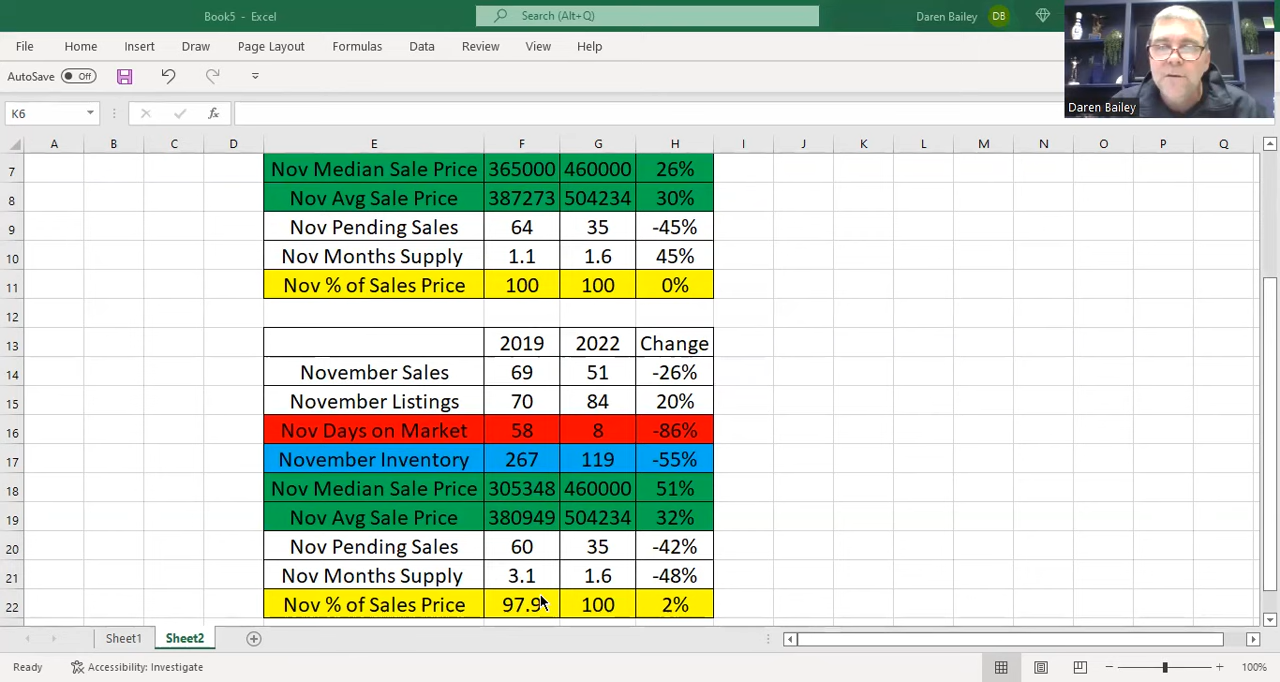 Book5 - Excel
Search (Alt+Q)
Daren Bailey DB
File Home Insert Draw Page Layout Formulas Data Review View Help
AutoSave Off
K6 fx
Daren Bailey
A B C D E F G H I J K L M N O P Q
7 Nov Median Sale Price 365000 460000 26%
8 Nov Avg Sale Price 387273 504234 30%
9 Nov Pending Sales 64 35 -45%
10 Nov Months Supply 1.1 1.6 45%
11 Nov % of Sales Price 100 100 0%
12
13 2019 2022 Change
14 November Sales 69 51 -26%
15 November Listings 70 84 20%
16 Nov Days on Market 58 8 -86%
17 November Inventory 267 119 -55%
18 Nov Median Sale Price 305348 460000 51%
19 Nov Avg Sale Price 380949 504234 32%
20 Nov Pending Sales 60 35 -42%
21 Nov Months Supply 3.1 1.6 -48%
22 Nov % of Sales Price 97.9 100 2%
Sheet1 Sheet2
Ready Accessibility: Investigate 100%